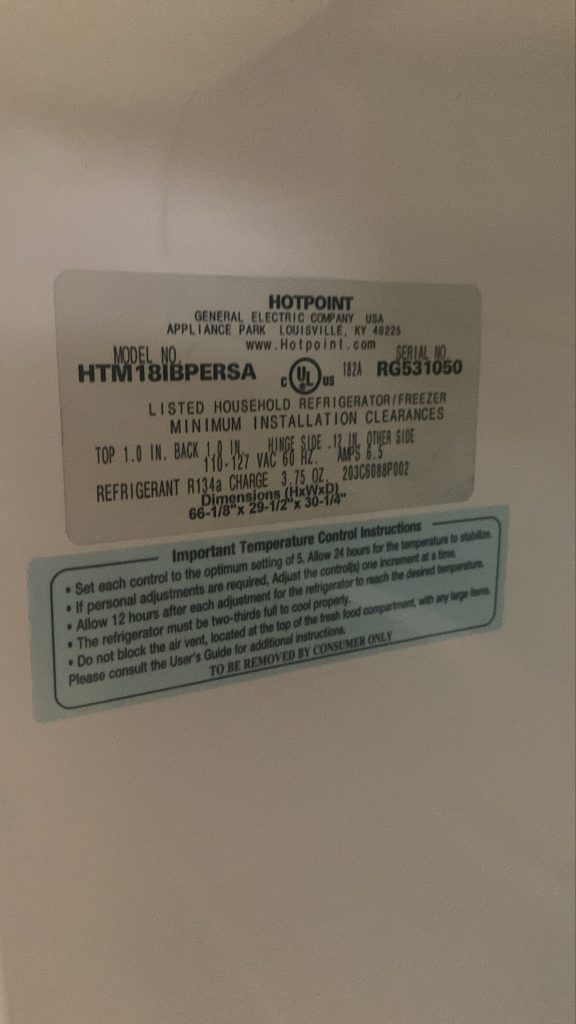 HOTPOINT
GENERAL ELECTRIC COMPANY USA
APPLIANCE PARK LOUISVILLE, KY 40225
www.Hotpoint.com
MODEL NO. SERIAL NO.
HTM18IBPERSA C UL US 182A RG531050
LISTED HOUSEHOLD REFRIGERATOR/FREEZER
MINIMUM INSTALLATION CLEARANCES
TOP 1.0 IN. BACK 1.0 IN. HINGE SIDE .12 IN. OTHER SIDE
110-127 VAC 60 HZ. AMPS 6.5
REFRIGERANT R134a CHARGE 3.75 OZ 203C6088P002
Dimensions (HxWxD)
66-1/8"x 29-1/2"x 30-1/4"
Important Temperature Control Instructions
• Set each control to the optimum setting of 5. Allow 24 hours for the temperature to stabilize.
• If personal adjustments are required, Adjust the control(s) one increment at a time.
• Allow 12 hours after each adjustment for the refrigerator to reach the desired temperature.
• The refrigerator must be two-thirds full to cool properly.
• Do not block the air vent, located at the top of the fresh food compartment, with any large items.
Please consult the User's Guide for additional instructions.
TO BE REMOVED BY CONSUMER ONLY